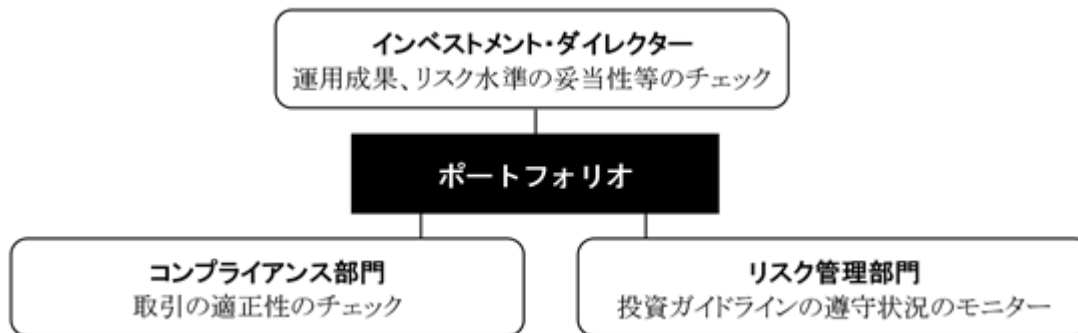 インベストメント・ダイレクター
運用成果、リスク水準の妥当性等のチェック
ポートフォリオ
コンプライアンス部門
取引の適正性のチェック
リスク管理部門
投資ガイドラインの遵守状況のモニター